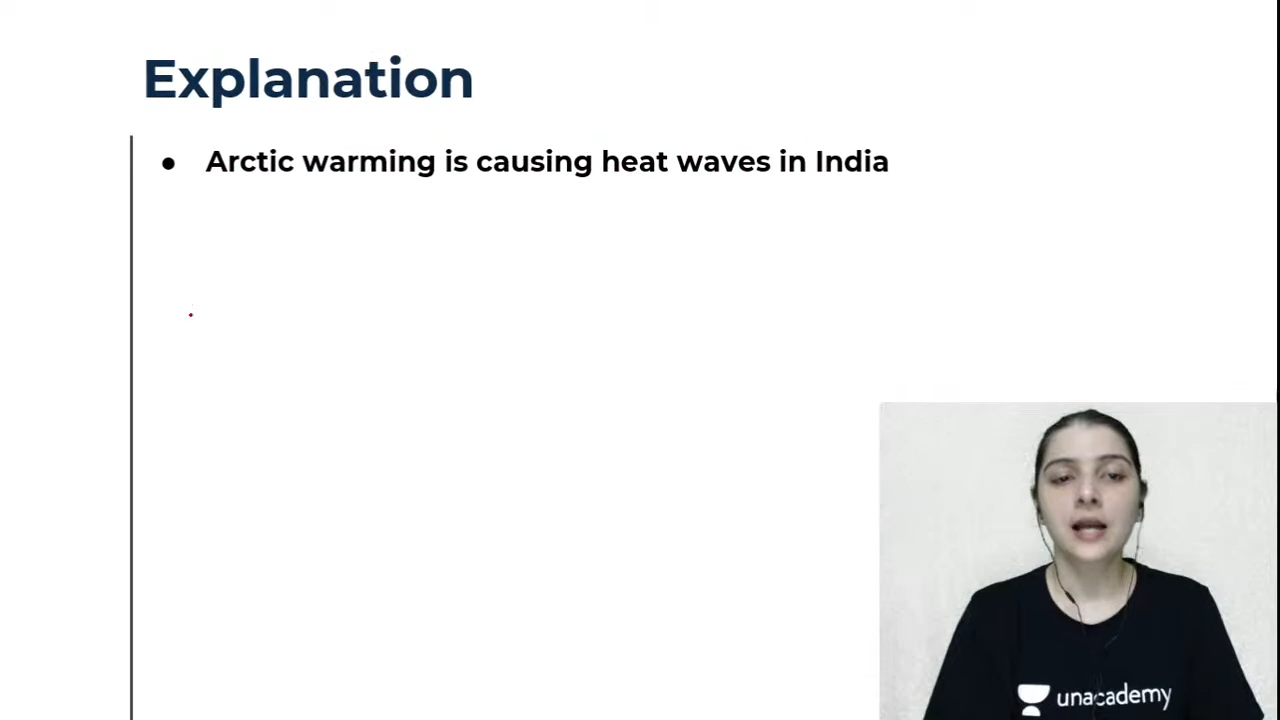 Explanation
● Arctic warming is causing heat waves in India
unacademy